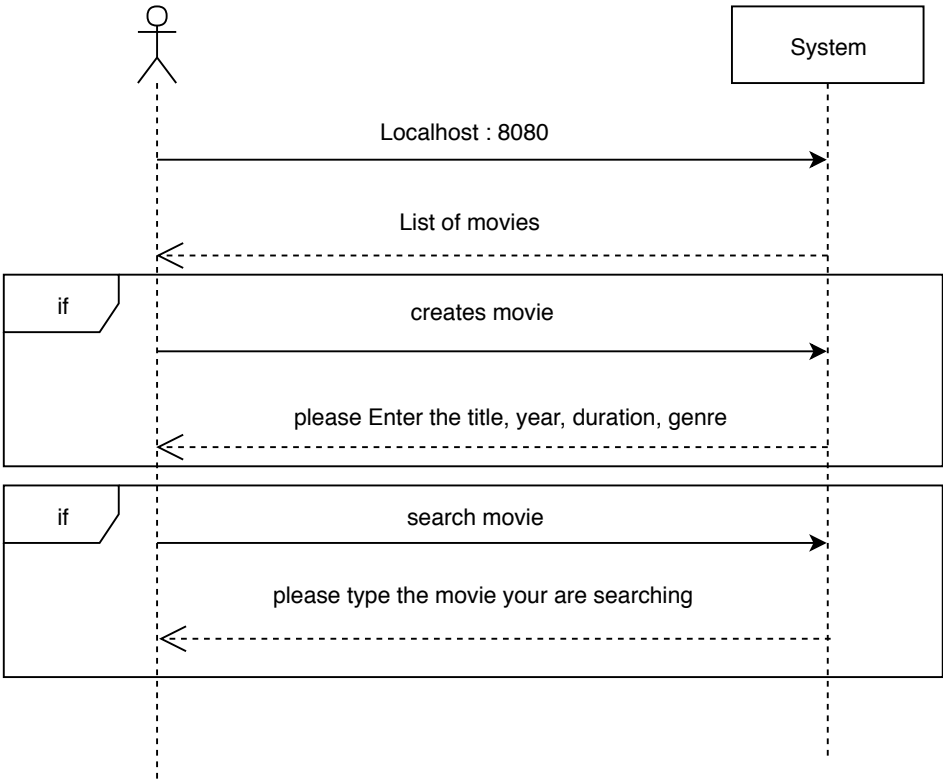 System
Localhost : 8080
List of movies
if
creates movie
please Enter the title, year, duration, genre
if
search movie
please type the movie your are searching